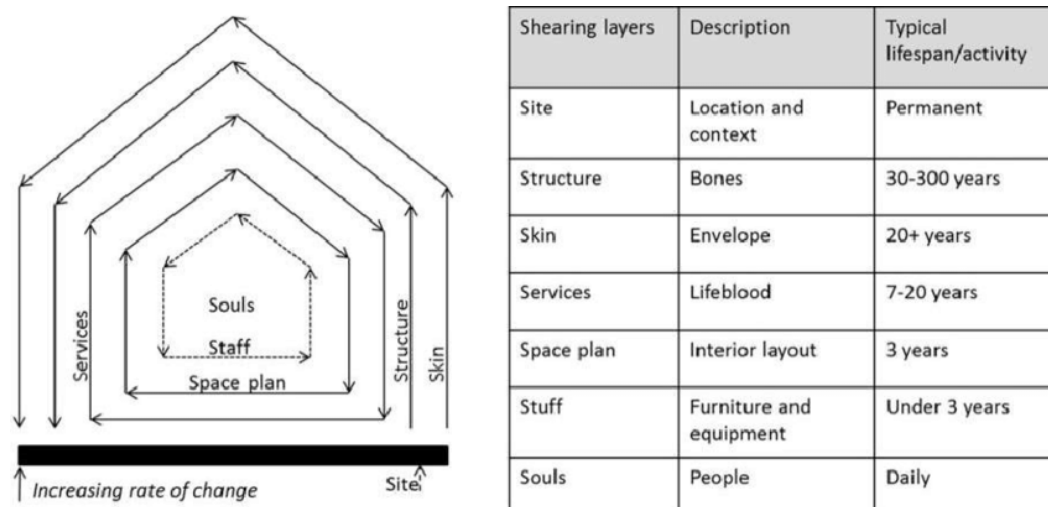 Souls
Staff
Space plan
Services
Structure
Skin
Site
Increasing rate of change
Shearing layers
Description
Typical
lifespan/activity
Site
Location and
context
Permanent
Structure
Bones
30-300 years
Skin
Envelope
20+ years
Services
Lifeblood
7-20 years
Space plan
Interior layout
3 years
Stuff
Furniture and
equipment
Under 3 years
Souls
People
Daily